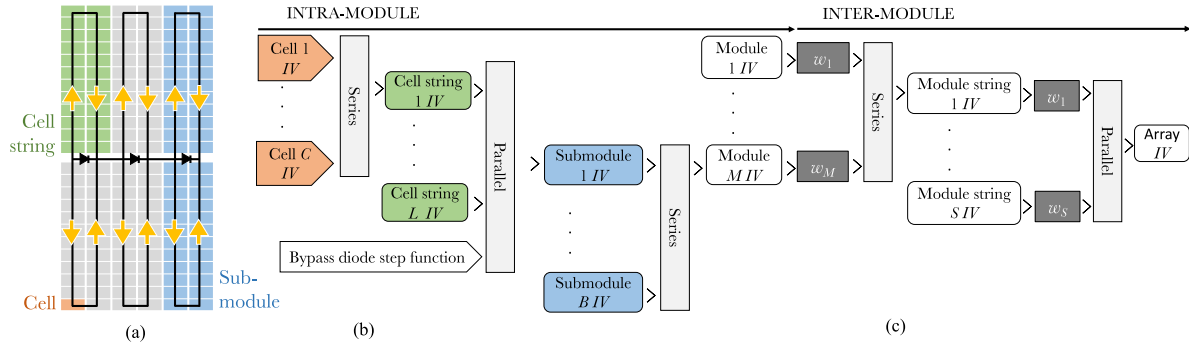 INTRA-MODULE
INTER-MODULE
Cell
string
Cell
Sub-
module
(a)
Cell 1
IV
Cell C
IV
Series
Cell string
1 IV
Cell string
L IV
Bypass diode step function
Parallel
Submodule
1 IV
Submodule
B IV
Series
(b)
Module
1 IV
Module
M IV
w1
wM
Series
Module string
1 IV
Module string
S IV
w1
wS
Parallel
Array
IV
(c)